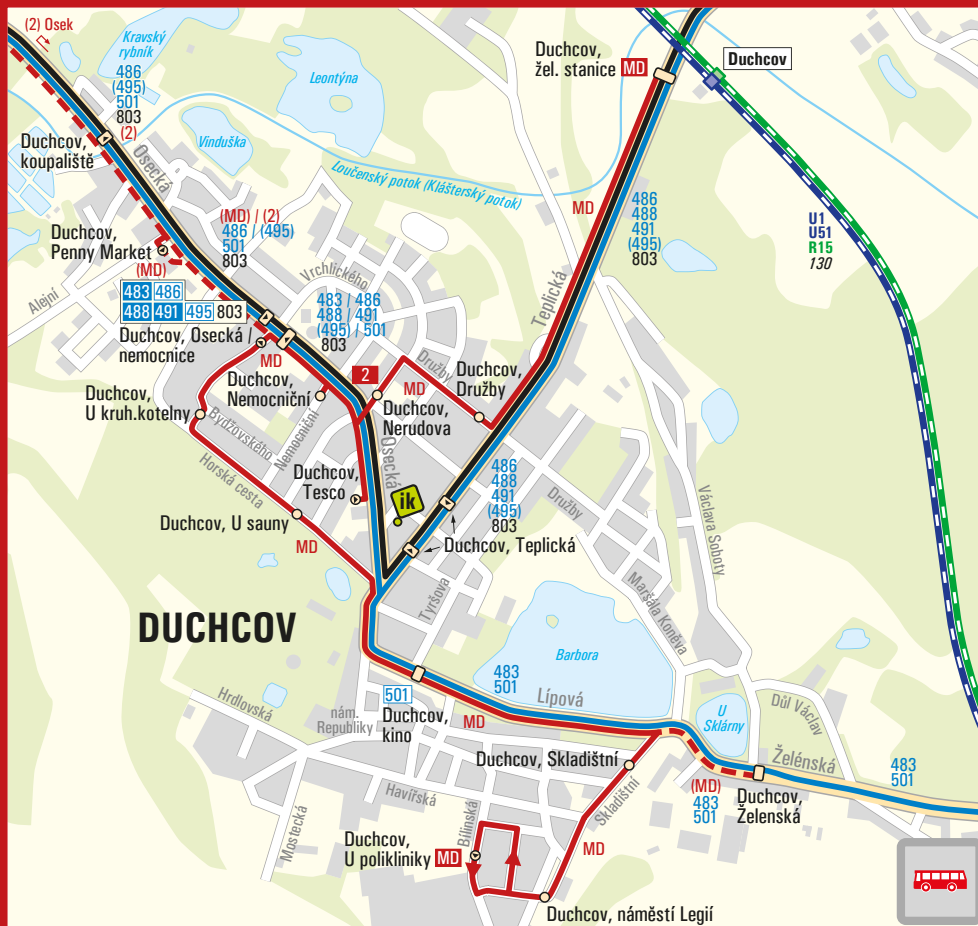 (2) Osek
Kravský
rybník
486
(495)
501
803
(2)
Leontýna
Vinduška
Duchcov,
koupaliště
Osecká
Loučenský potok (Klášterský potok)
Duchcov,
žel. stanice MD
Duchcov
MD
486
488
491
(495)
803
U1
U51
R15
130
Duchcov,
Penny Market
(MD)
Alejní
(MD) / (2)
486 / (495)
501
803
Vrchlického
483 486
488 491 495 803
Duchcov, Osecká /
nemocnice
483 / 486
488 / 491
(495) / 501
803
Teplická
MD
Duchcov,
Nemocniční
2
Družby
MD
Duchcov,
Družby
Duchcov,
U kruh.kotelny
Duchcov,
Nerudova
Bydžovského
Nemocniční
Osecká
Horská cesta
Duchcov,
Tesco
ik
486
488
491
(495)
803
Družby
Václava Soboty
Duchcov, U sauny
MD
Duchcov, Teplická
Tyršova
Maršála Koněva
DUCHCOV
Barbora
483
501
Lípová
U
Sklárny
Důl Václav
Hrdlovská
nám.
Republiky
501
Duchcov,
kino
MD
Duchcov, Skladištní
Želénská
483
501
(MD)
483
501
Duchcov,
Želenská
Havířská
Mostecká
Bílinská
Skladištní
Duchcov,
U polikliniky MD
MD
Duchcov, náměstí Legií